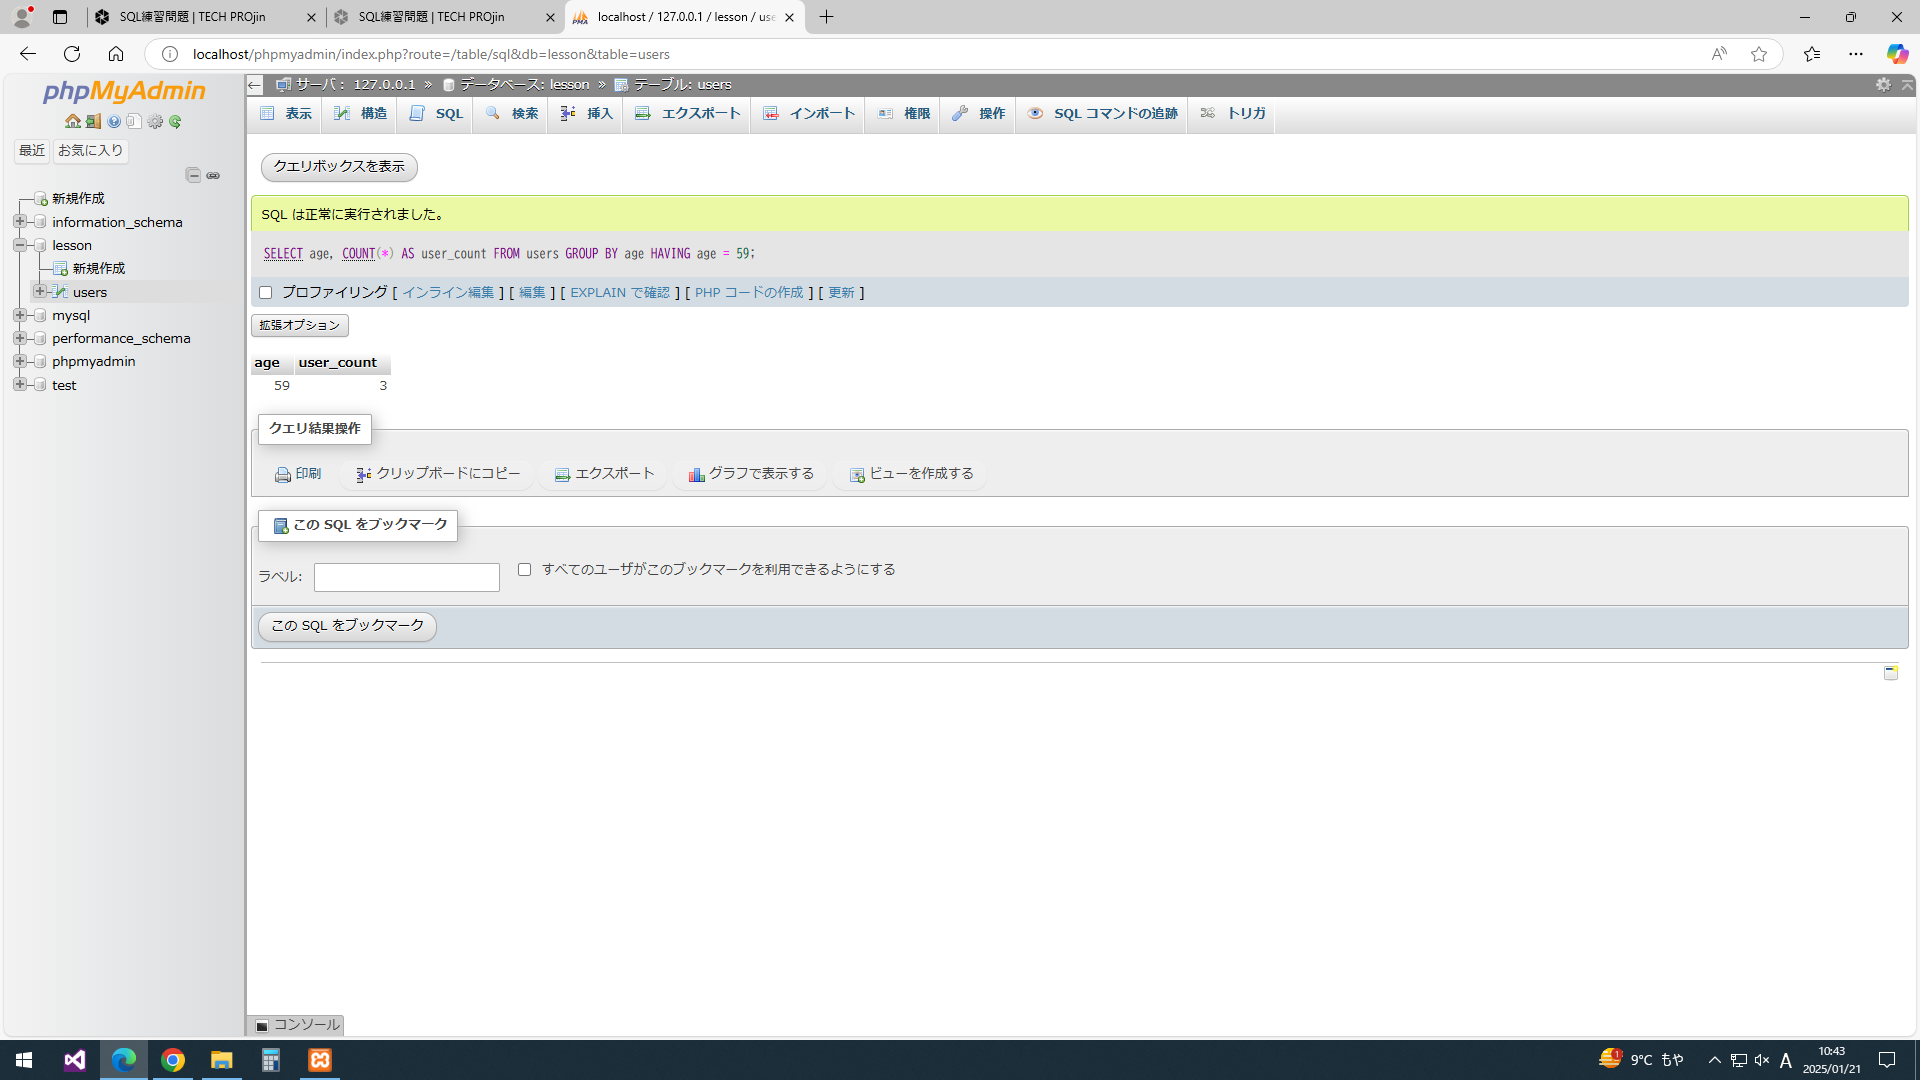 SQL練習問題 | TECH PROjin
SQL練習問題 | TECH PROjin
localhost / 127.0.0.1 / lesson / use
localhost/phpmyadmin/index.php?route=/table/sql&db=lesson&table=users
phpMyAdmin
最近 お気に入り
新規作成
information_schema
lesson
新規作成
users
mysql
performance_schema
phpmyadmin
test
サーバ: 127.0.0.1 » データベース: lesson » テーブル: users
表示 構造 SQL 検索 挿入 エクスポート インポート 権限 操作 SQL コマンドの追跡 トリガ
クエリボックスを表示
SQL は正常に実行されました。
SELECT age, COUNT(*) AS user_count FROM users GROUP BY age HAVING age = 59;
プロファイリング [ インライン編集 ] [ 編集 ] [ EXPLAIN で確認 ] [ PHP コードの作成 ] [ 更新 ]
拡張オプション
age user_count
59 3
クエリ結果操作
印刷 クリップボードにコピー エクスポート グラフで表示する ビューを作成する
この SQL をブックマーク
ラベル: すべてのユーザがこのブックマークを利用できるようにする
この SQL をブックマーク
コンソール
1 9°C もや A 10:43
2025/01/21